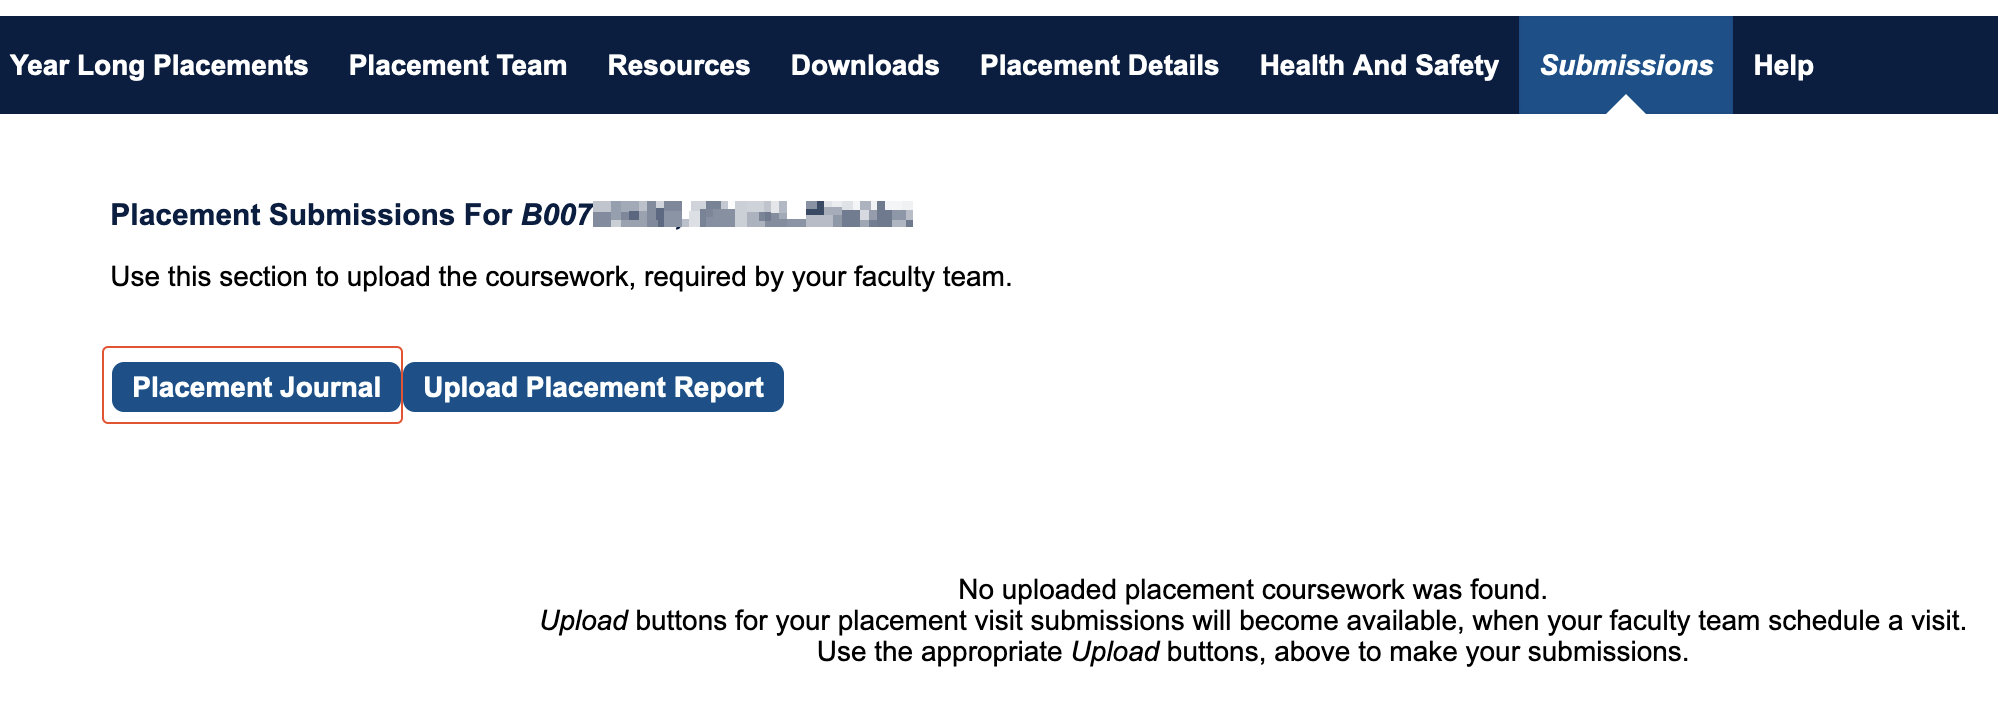 Year Long Placements Placement Team Resources Downloads Placement Details Health And Safety Submissions Help
Placement Submissions For B007
Use this section to upload the coursework, required by your faculty team.
Placement Journal Upload Placement Report
No uploaded placement coursework was found.
Upload buttons for your placement visit submissions will become available, when your faculty team schedule a visit.
Use the appropriate Upload buttons, above to make your submissions.